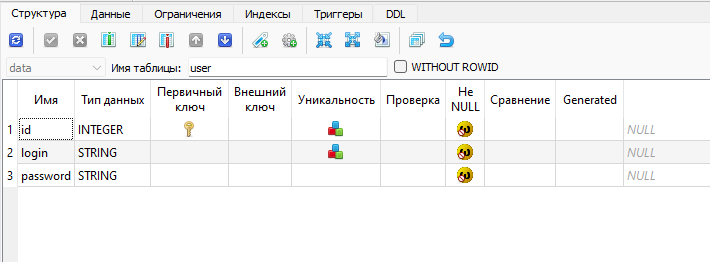 Структура Данные Ограничения Индексы Триггеры DDL
data Имя таблицы: user WITHOUT ROWID
Имя Тип данных Первичный ключ Внешний ключ Уникальность Проверка Не NULL Сравнение Generated
1 id INTEGER NULL
2 login STRING NULL
3 password STRING NULL